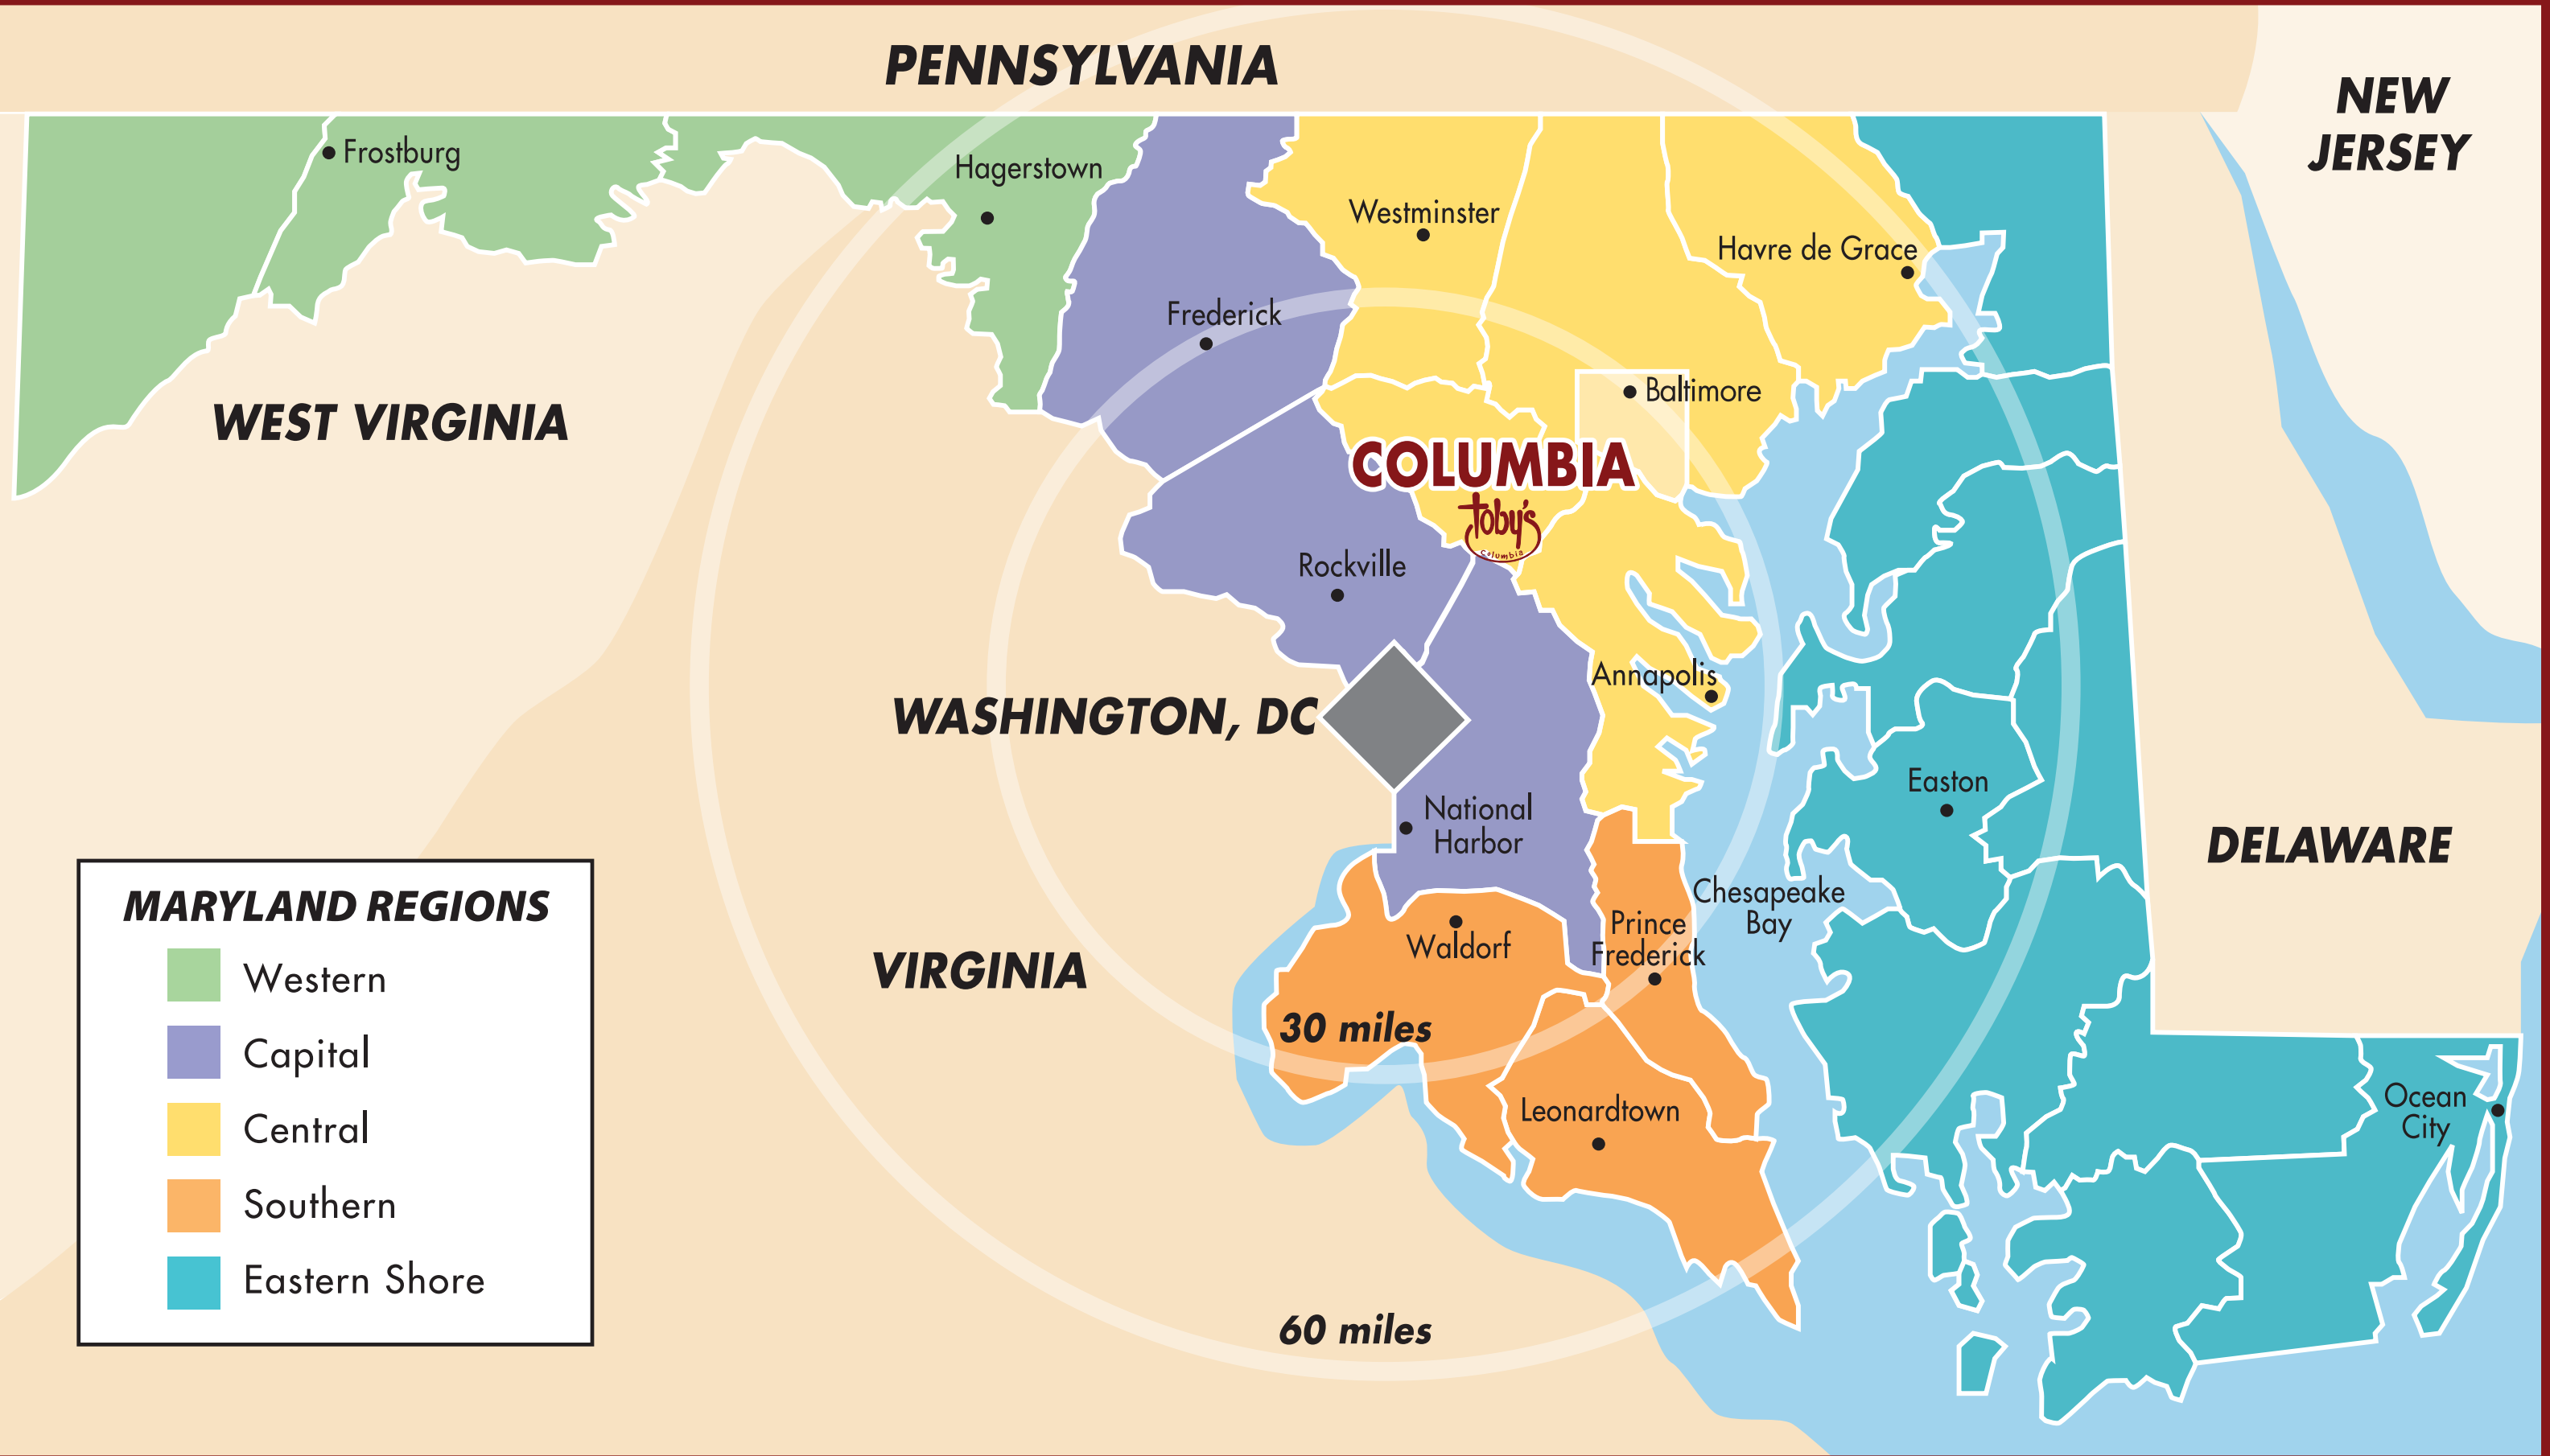 PENNSYLVANIA
NEW
JERSEY
Frostburg
Hagerstown
Westminster
Havre de Grace
Frederick
Baltimore
WEST VIRGINIA
COLUMBIA
toby's
Columbia
Rockville
Annapolis
WASHINGTON, DC
Easton
National
Harbor
DELAWARE
Chesapeake
Bay
Prince
Frederick
Waldorf
VIRGINIA
30 miles
Leonardtown
Ocean
City
60 miles
MARYLAND REGIONS
Western
Capital
Central
Southern
Eastern Shore